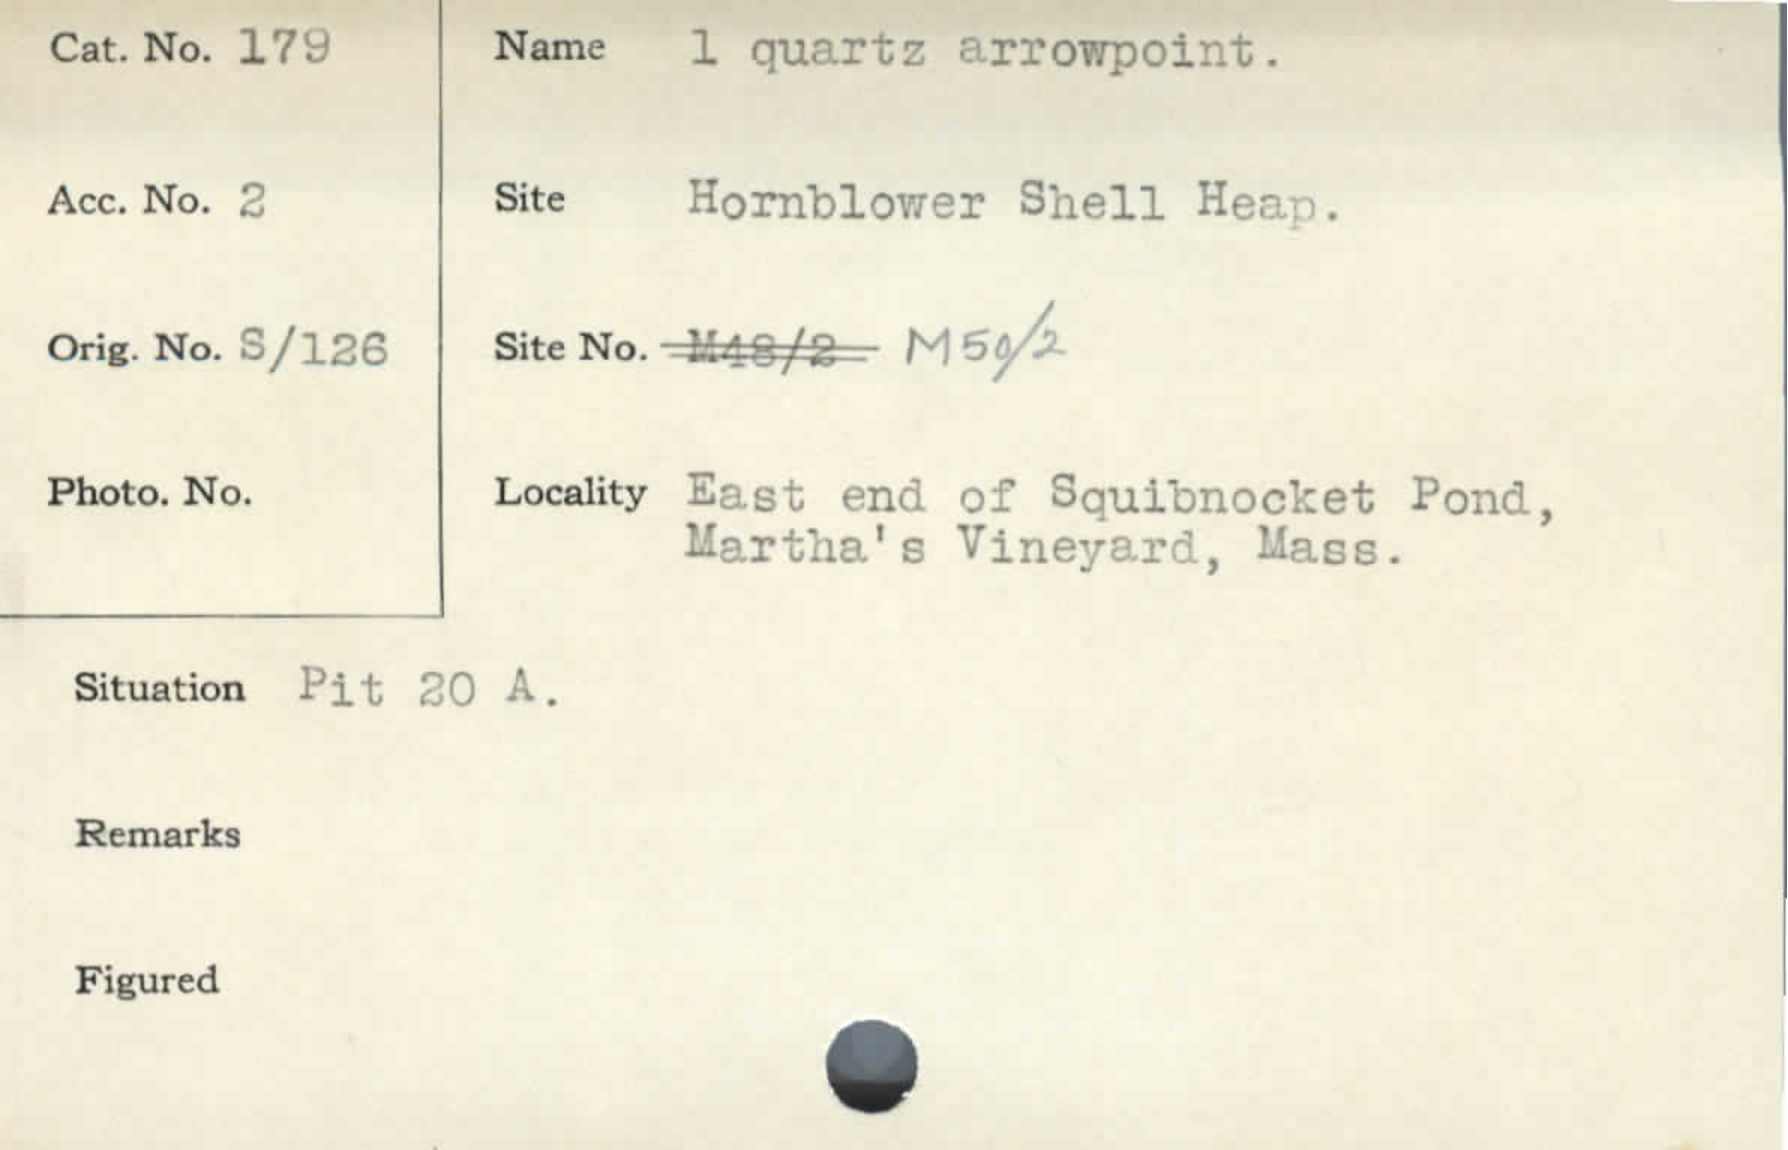 Cat. No. 179
Acc. No. 2
Orig. No. S/126
Photo. No.
Name 1 quartz arrowpoint.
Site Hornblower Shell Heap.
Site No. M48/2 M50/2
Locality East end of Squibnocket Pond,
Martha's Vineyard, Mass.
Situation Pit 20 A.
Remarks
Figured